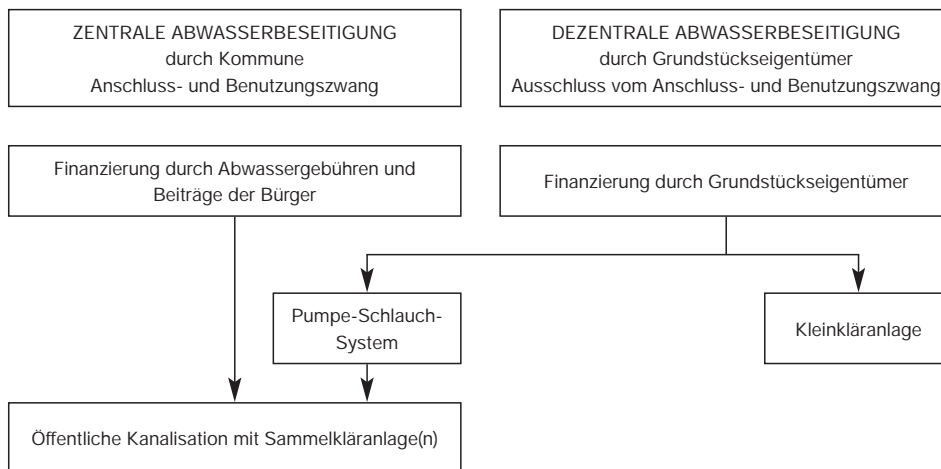 ZENTRALE ABWASSERBESEITIGUNG
durch Kommune
Anschluss- und Benutzungszwang
DEZENTRALE ABWASSERBESEITIGUNG
durch Grundstückseigentümer
Ausschluss vom Anschluss- und Benutzungszwang
Finanzierung durch Abwassergebühren und
Beiträge der Bürger
Finanzierung durch Grundstückseigentümer
Pumpe-Schlauch-
System
Kleinkläranlage
Öffentliche Kanalisation mit Sammelkläranlage(n)